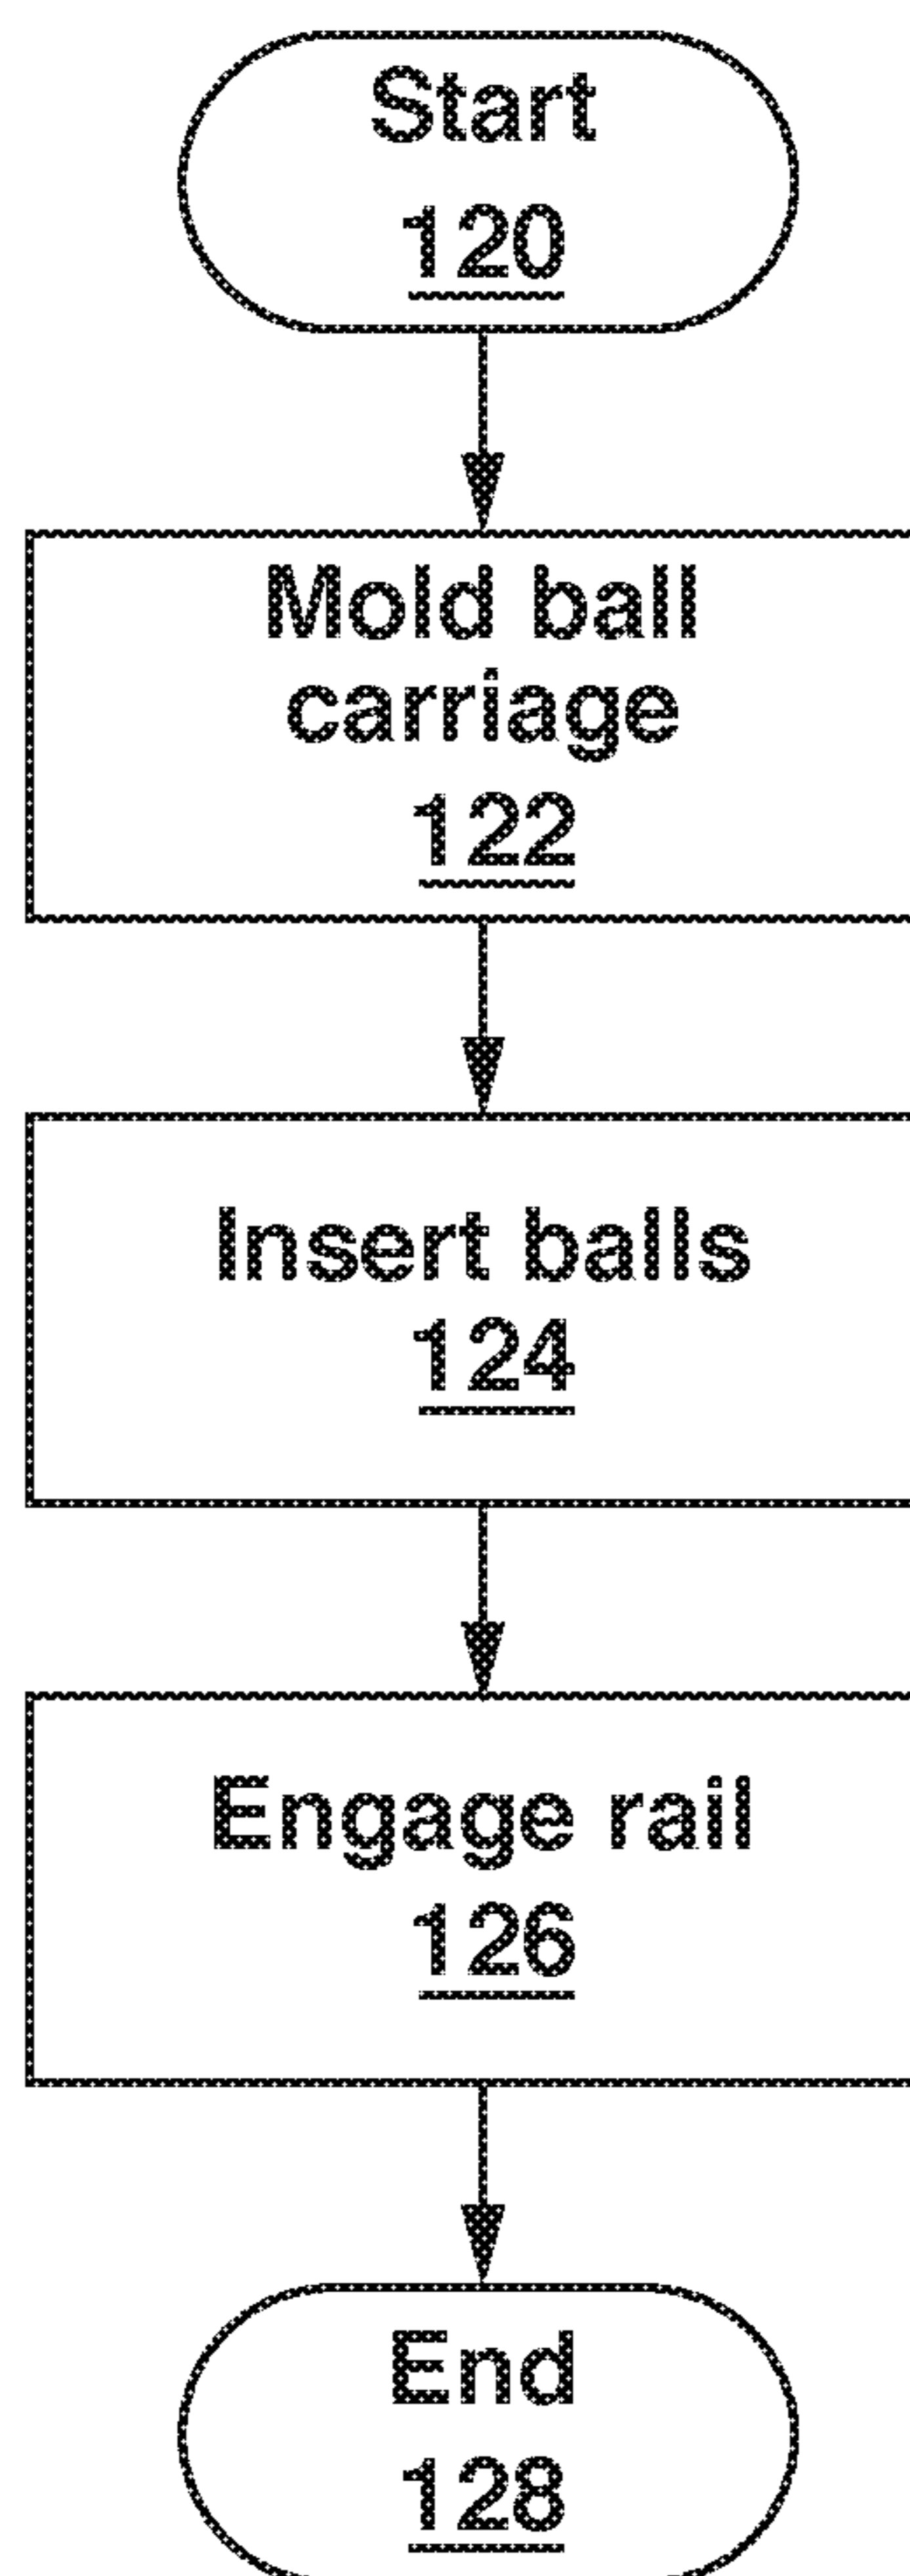 Start
120
Mold ball
carriage
122
Insert balls
124
Engage rail
126
End
128